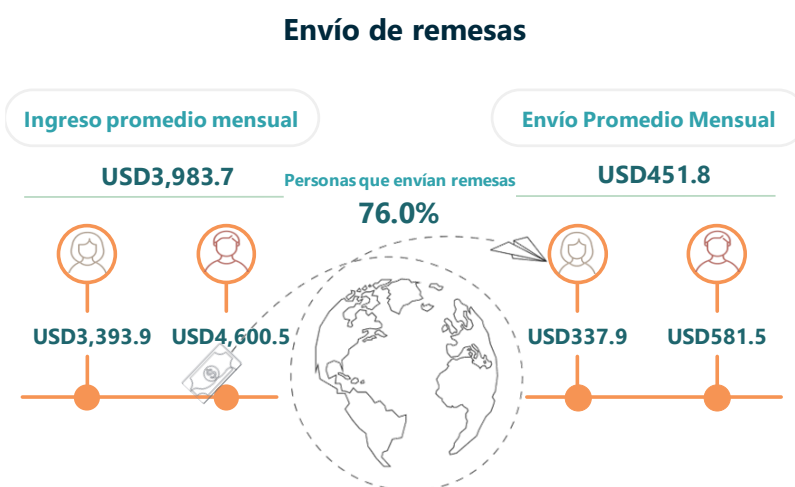 Envío de remesas
Ingreso promedio mensual
USD3,983.7
USD3,393.9
USD4,600.5
Personas que envían remesas
76.0%
Envío Promedio Mensual
USD451.8
USD337.9
USD581.5